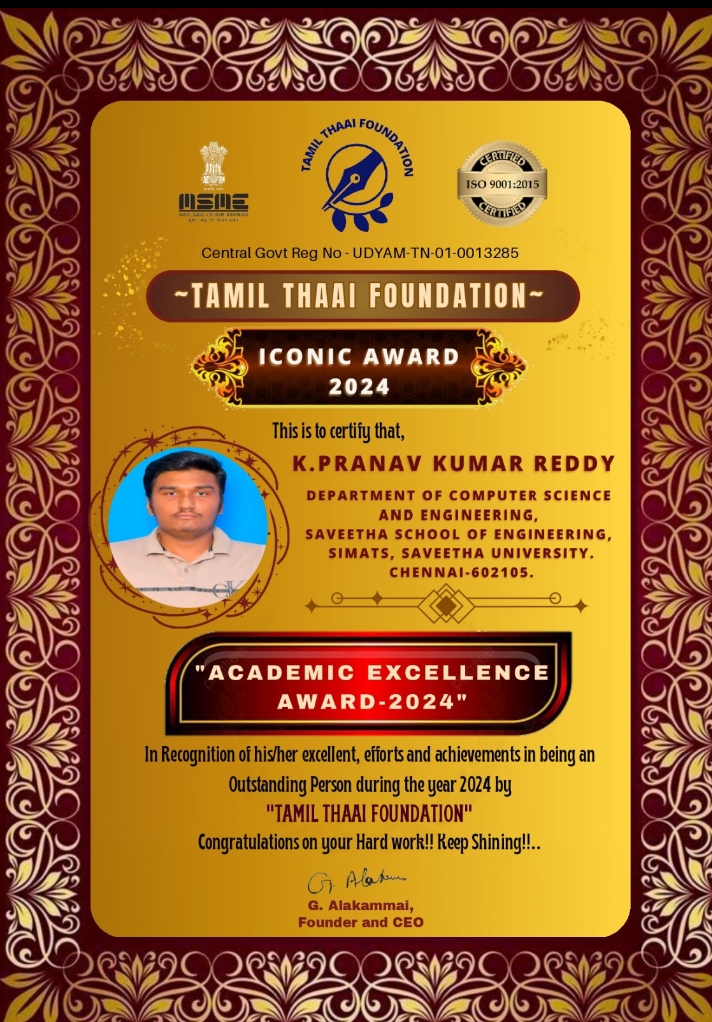 TAMIL THAAI FOUNDATION
MSME
CERTIFIED
ISO 9001:2015
CERTIFIED
Central Govt Reg No - UDYAM-TN-01-0013285
~TAMIL THAAI FOUNDATION~
ICONIC AWARD
2024
This is to certify that,
K.PRANAV KUMAR REDDY
DEPARTMENT OF COMPUTER SCIENCE
AND ENGINEERING,
SAVEETHA SCHOOL OF ENGINEERING,
SIMATS, SAVEETHA UNIVERSITY.
CHENNAI-602105.
"ACADEMIC EXCELLENCE
AWARD-2024"
In Recognition of his/her excellent, efforts and achievements in being an
Outstanding Person during the year 2024 by
"TAMIL THAAI FOUNDATION"
Congratulations on your Hard work!! Keep Shining!!..
G. Alakammai,
Founder and CEO